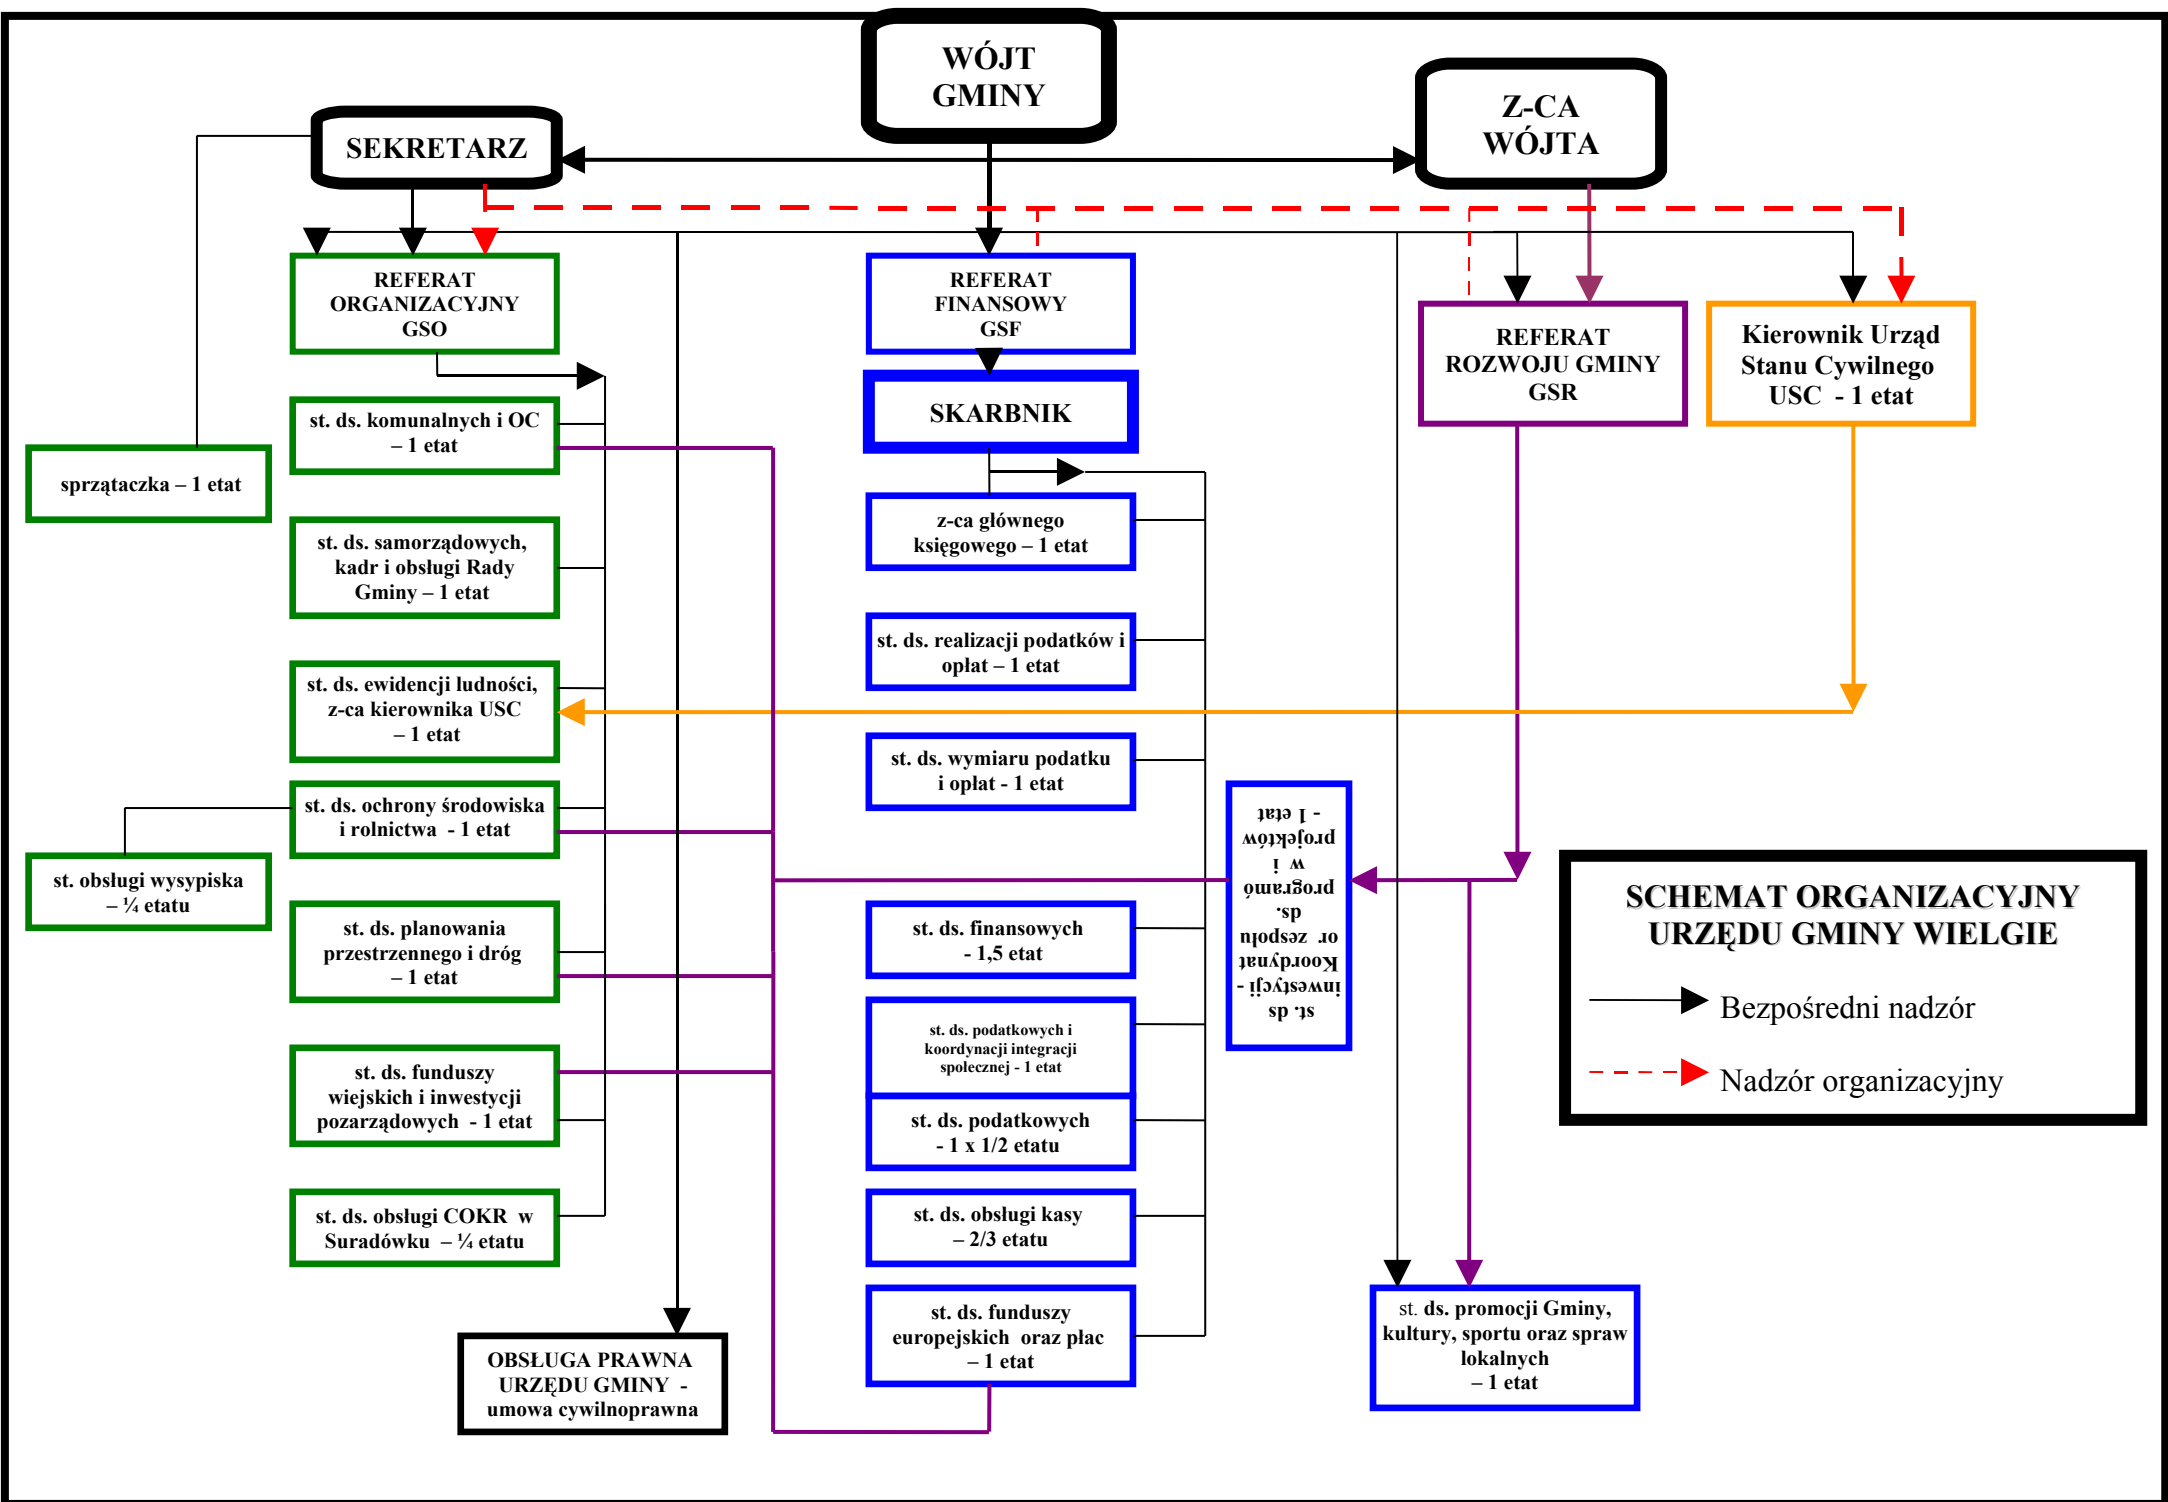 WÓJT
GMINY
Z-CA
WÓJTA
SEKRETARZ
REFERAT
ORGANIZACYJNY
GSO
REFERAT
FINANSOWY
GSF
REFERAT
ROZWOJU GMINY
GSR
Kierownik Urząd
Stanu Cywilnego
USC - 1 etat
SKARBNIK
st. ds. komunalnych i OC
– 1 etat
sprzątaczka – 1 etat
st. ds. samorządowych,
kadr i obsługi Rady
Gminy – 1 etat
st. ds. ewidencji ludności,
z-ca kierownika USC
– 1 etat
st. ds. ochrony środowiska
i rolnictwa - 1 etat
st. obsługi wysypiska
– ¼ etatu
st. ds. planowania
przestrzennego i dróg
– 1 etat
st. ds. funduszy
wiejskich i inwestycji
pozarządowych - 1 etat
st. ds. obsługi COKR w
Suradówku – ¼ etatu
OBSŁUGA PRAWNA
URZĘDU GMINY -
umowa cywilnoprawna
z-ca głównego
księgowego – 1 etat
st. ds. realizacji podatków i
opłat – 1 etat
st. ds. wymiaru podatku
i opłat - 1 etat
st. ds. finansowych
- 1,5 etat
st. ds. podatkowych i
koordynacji integracji
społecznej - 1 etat
st. ds. podatkowych
- 1 x 1/2 etatu
st. ds. obsługi kasy
– 2/3 etatu
st. ds. funduszy
europejskich oraz płac
– 1 etat
st. ds
inwestycji -
Koordynat
or zespołu
ds.
programó
w i
projektów
- 1 etat
st. ds. promocji Gminy,
kultury, sportu oraz spraw
lokalnych
– 1 etat
SCHEMAT ORGANIZACYJNY
URZĘDU GMINY WIELGIE
Bezpośredni nadzór
Nadzór organizacyjny